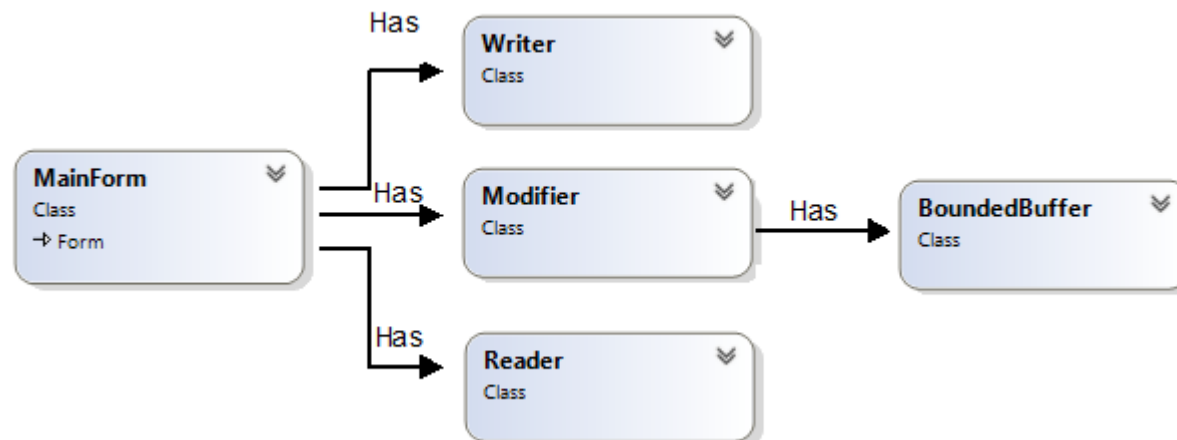 Has
Writer
Class
MainForm
Class
Form
Has
Modifier
Class
Has
BoundedBuffer
Class
Has
Reader
Class